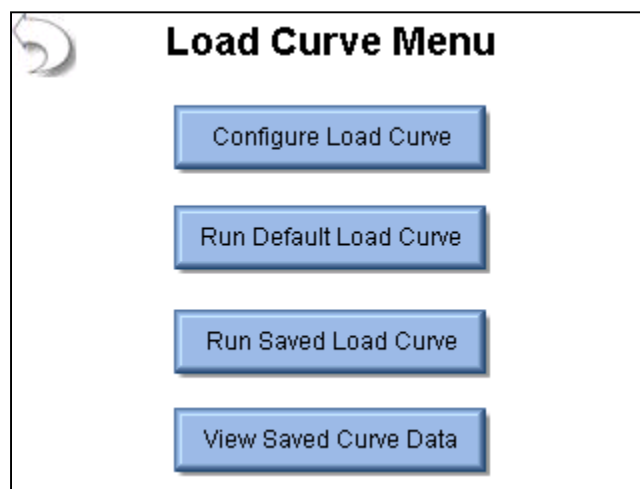 Load Curve Menu
Configure Load Curve
Run Default Load Curve
Run Saved Load Curve
View Saved Curve Data